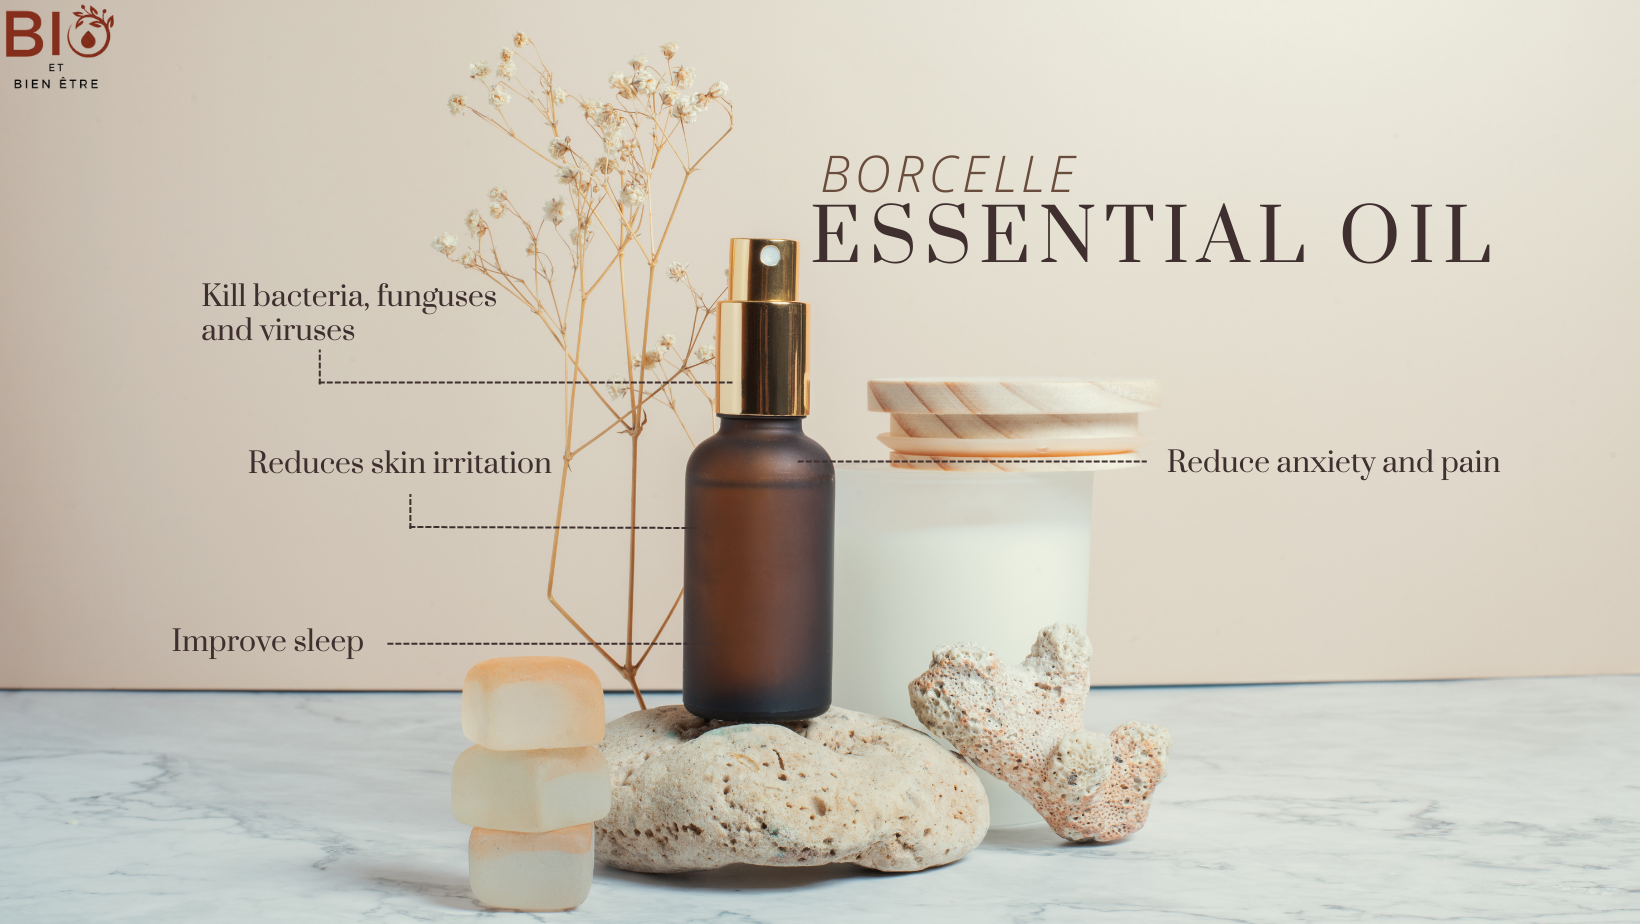 BIO
ET
BIEN ÊTRE
BORCELLE
ESSENTIAL OIL
Kill bacteria, funguses
and viruses
Reduces skin irritation
Reduce anxiety and pain
Improve sleep